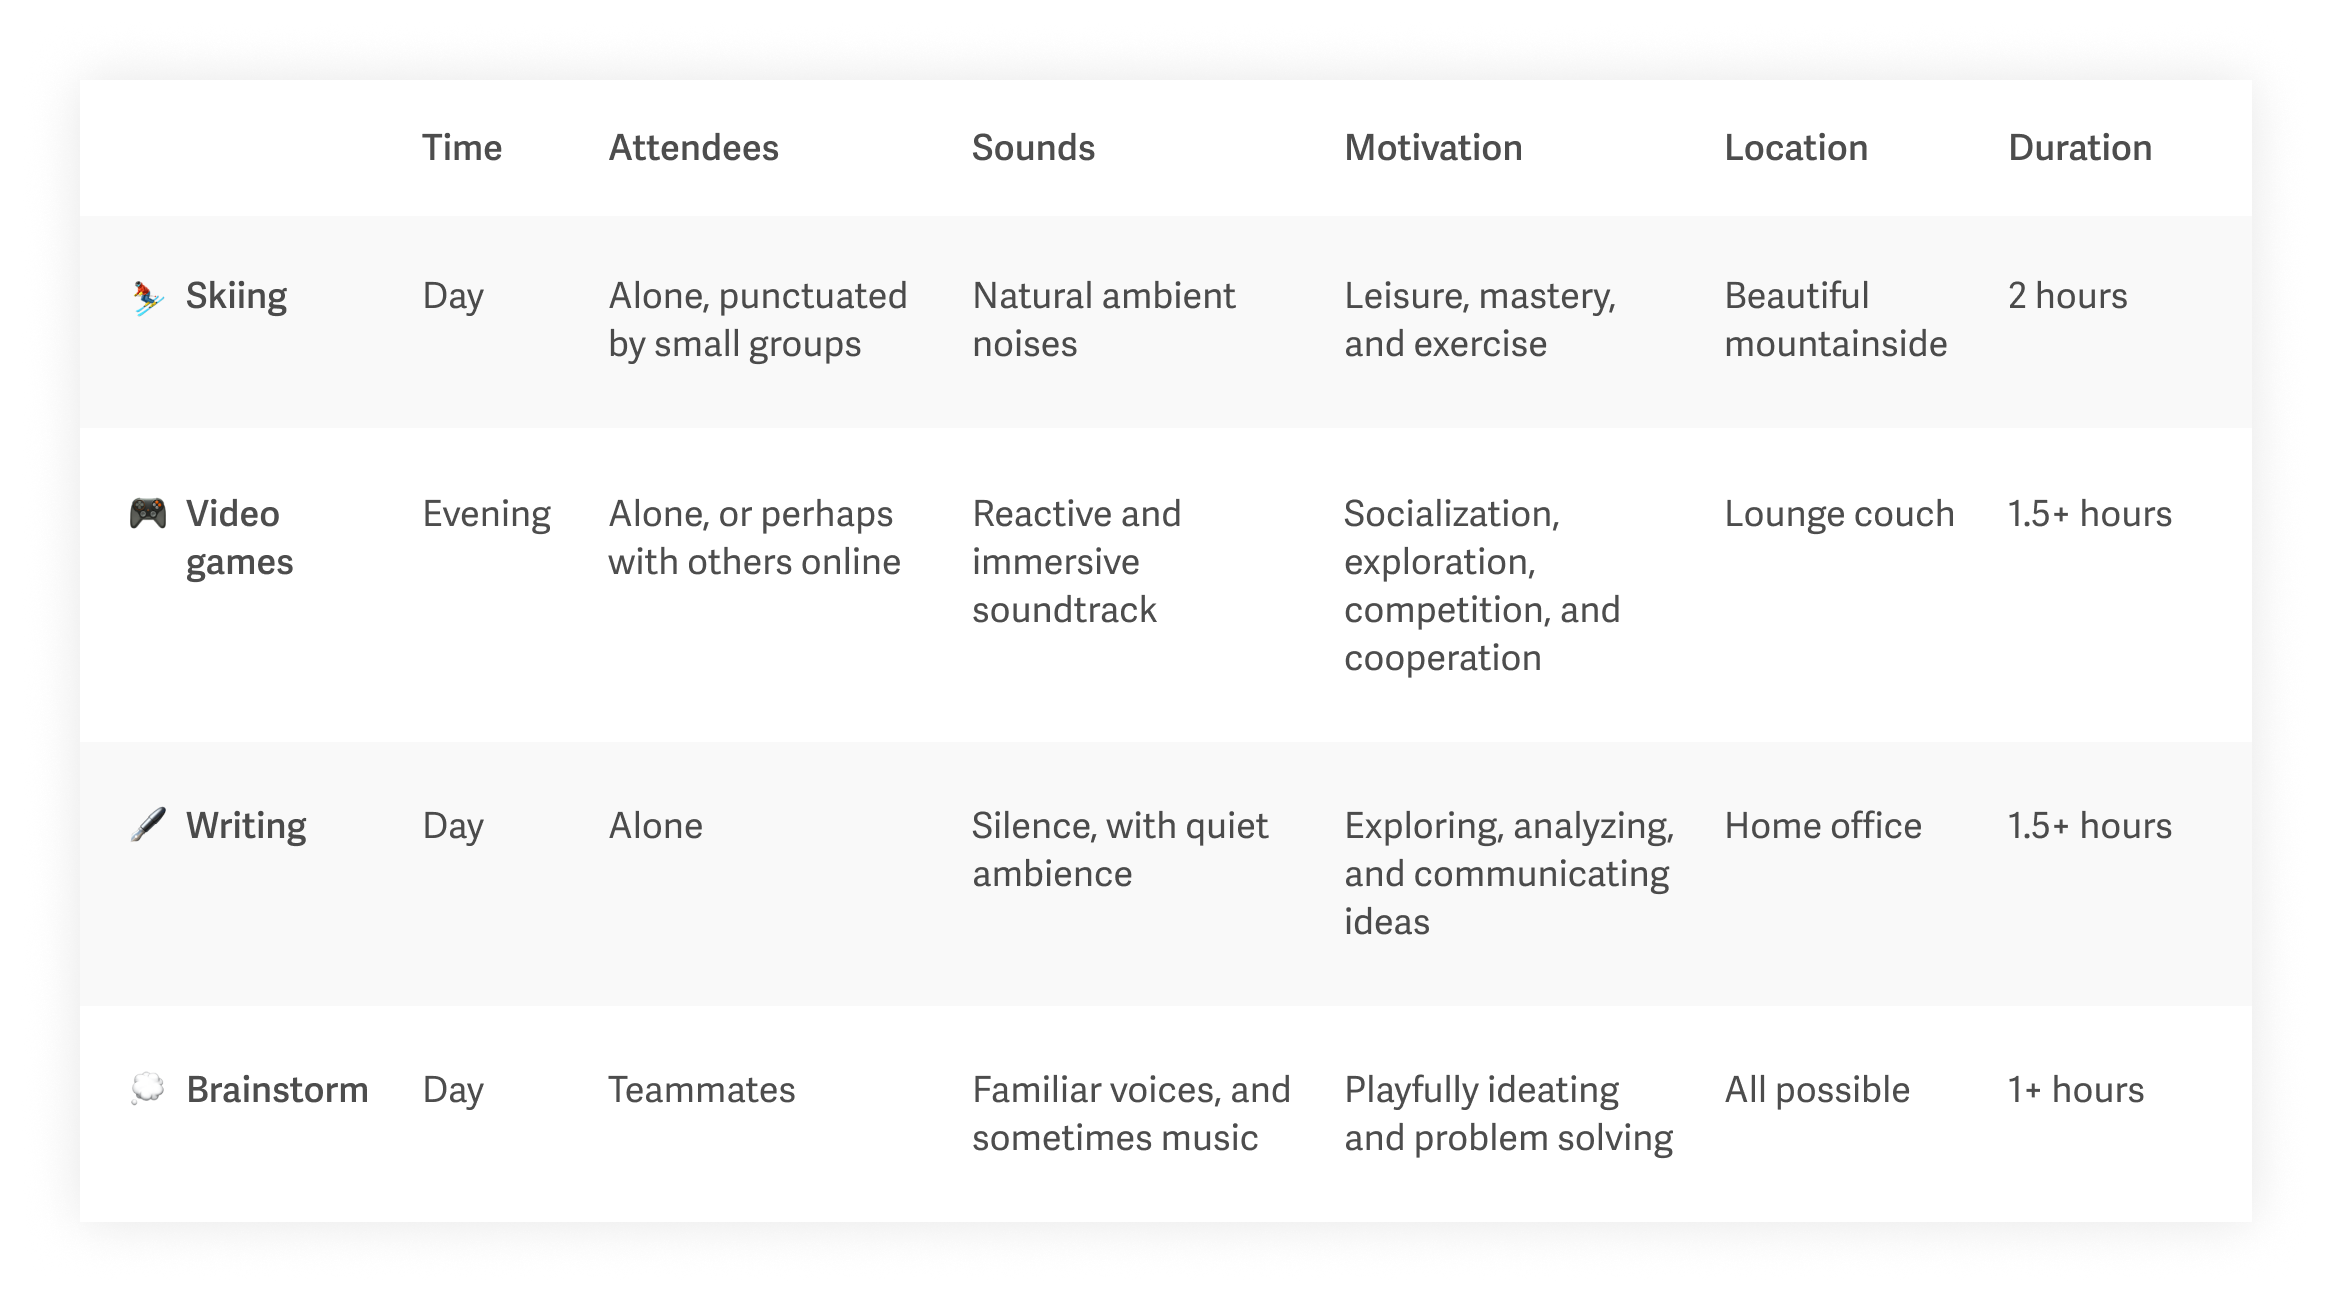 Time Attendees Sounds Motivation Location Duration
Skiing Day Alone, punctuated Natural ambient Leisure, mastery, Beautiful 2 hours
by small groups noises and exercise mountainside
Video Evening Alone, or perhaps Reactive and Socialization, Lounge couch 1.5+ hours
games with others online immersive exploration,
soundtrack competition, and
cooperation
Writing Day Alone Silence, with quiet Exploring, analyzing, Home office 1.5+ hours
ambience and communicating
ideas
Brainstorm Day Teammates Familiar voices, and Playfully ideating All possible 1+ hours
sometimes music and problem solving